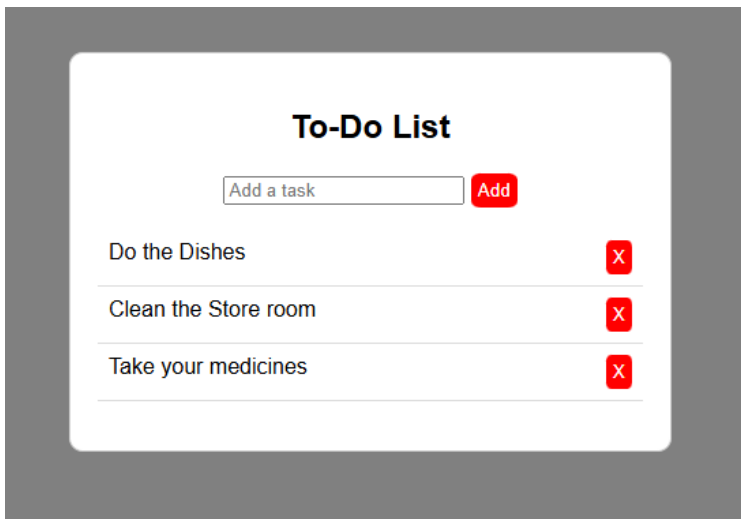 To-Do List
Add a task Add
Do the Dishes X
Clean the Store room X
Take your medicines X